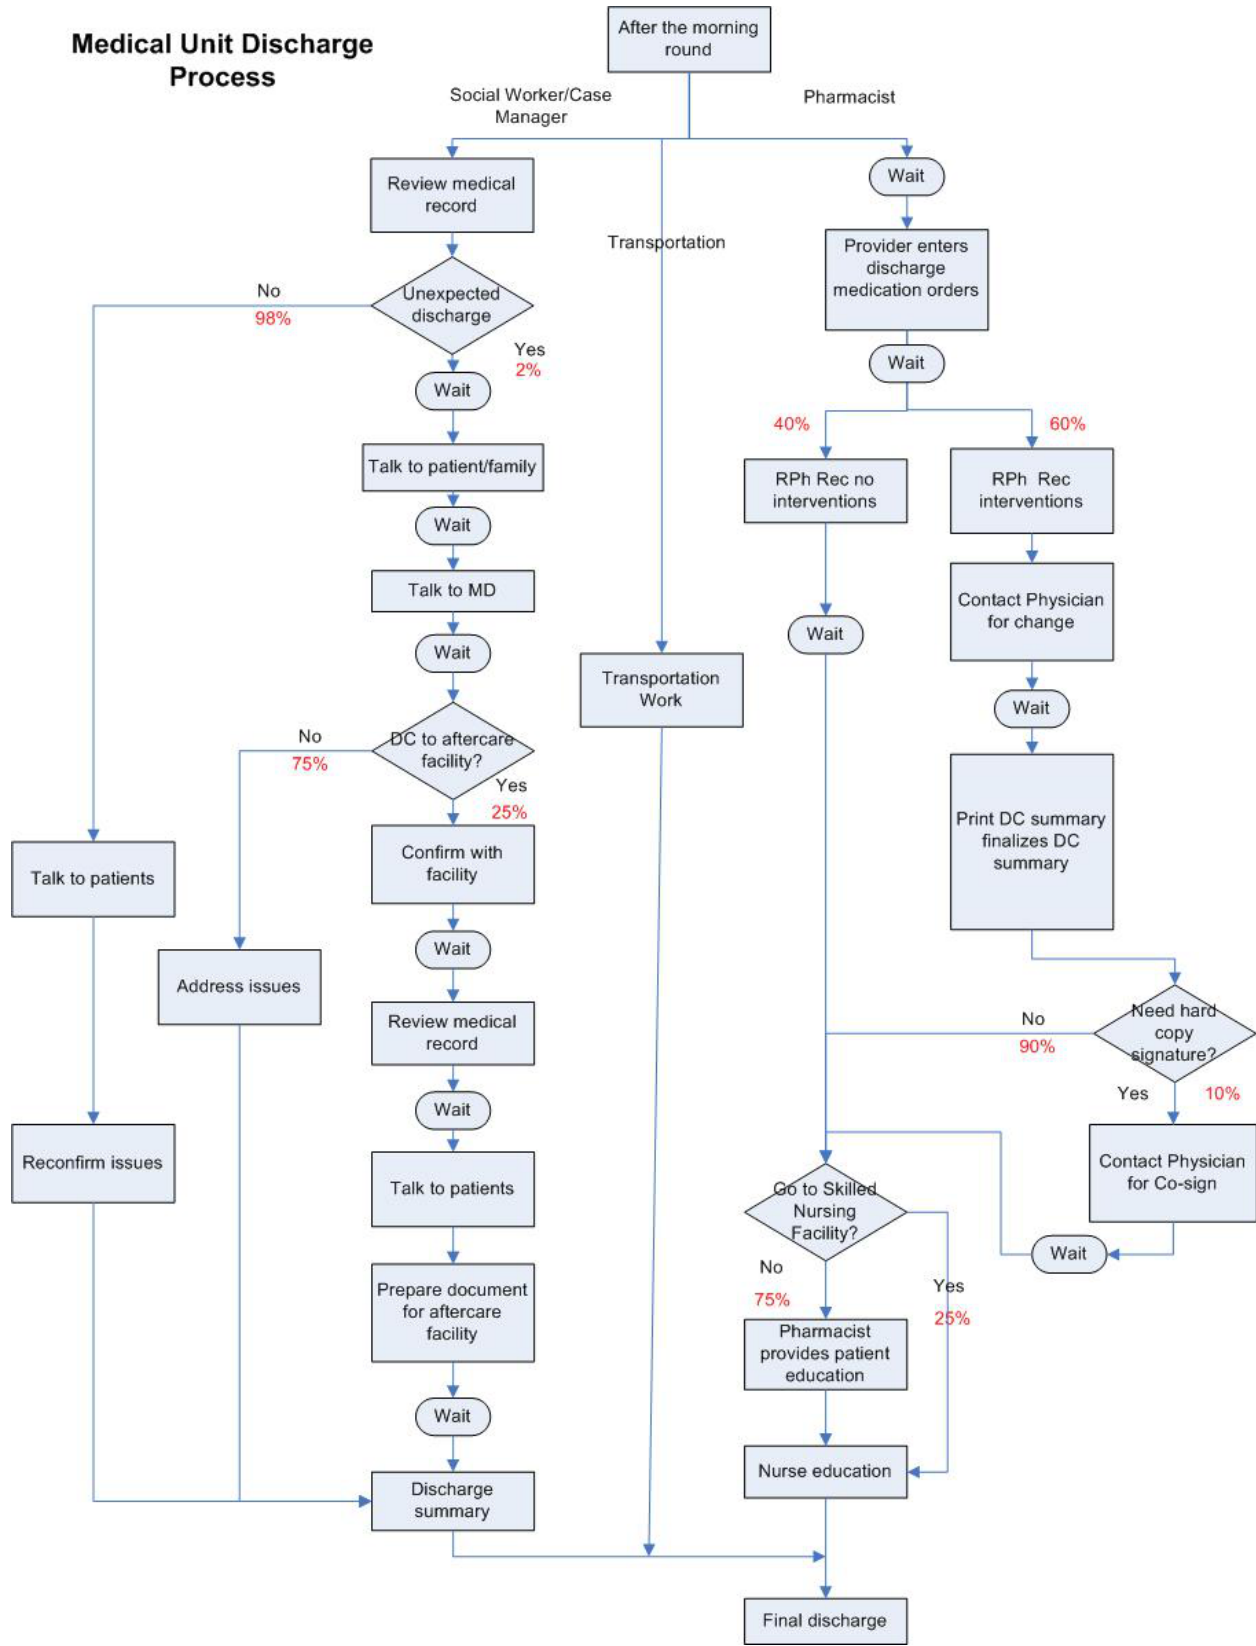 Medical Unit Discharge
Process
After the morning
round
Social Worker/Case
Manager
Pharmacist
Transportation
Review medical
record
Unexpected
discharge
No
98%
Yes
2%
Wait
Talk to patient/family
Wait
Talk to MD
Wait
DC to aftercare
facility?
No
75%
Yes
25%
Confirm with
facility
Wait
Review medical
record
Wait
Talk to patients
Prepare document
for aftercare
facility
Wait
Discharge
summary
Talk to patients
Reconfirm issues
Address issues
Transportation
Work
Wait
Provider enters
discharge
medication orders
Wait
40%
60%
RPh Rec no
interventions
Wait
RPh  Rec
interventions
Contact Physician
for change
Wait
Print DC summary
finalizes DC
summary
Need hard
copy
signature?
No
90%
Yes
10%
Contact Physician
for Co-sign
Wait
Go to Skilled
Nursing
Facility?
No
75%
Yes
25%
Pharmacist
provides patient
education
Nurse education
Final discharge